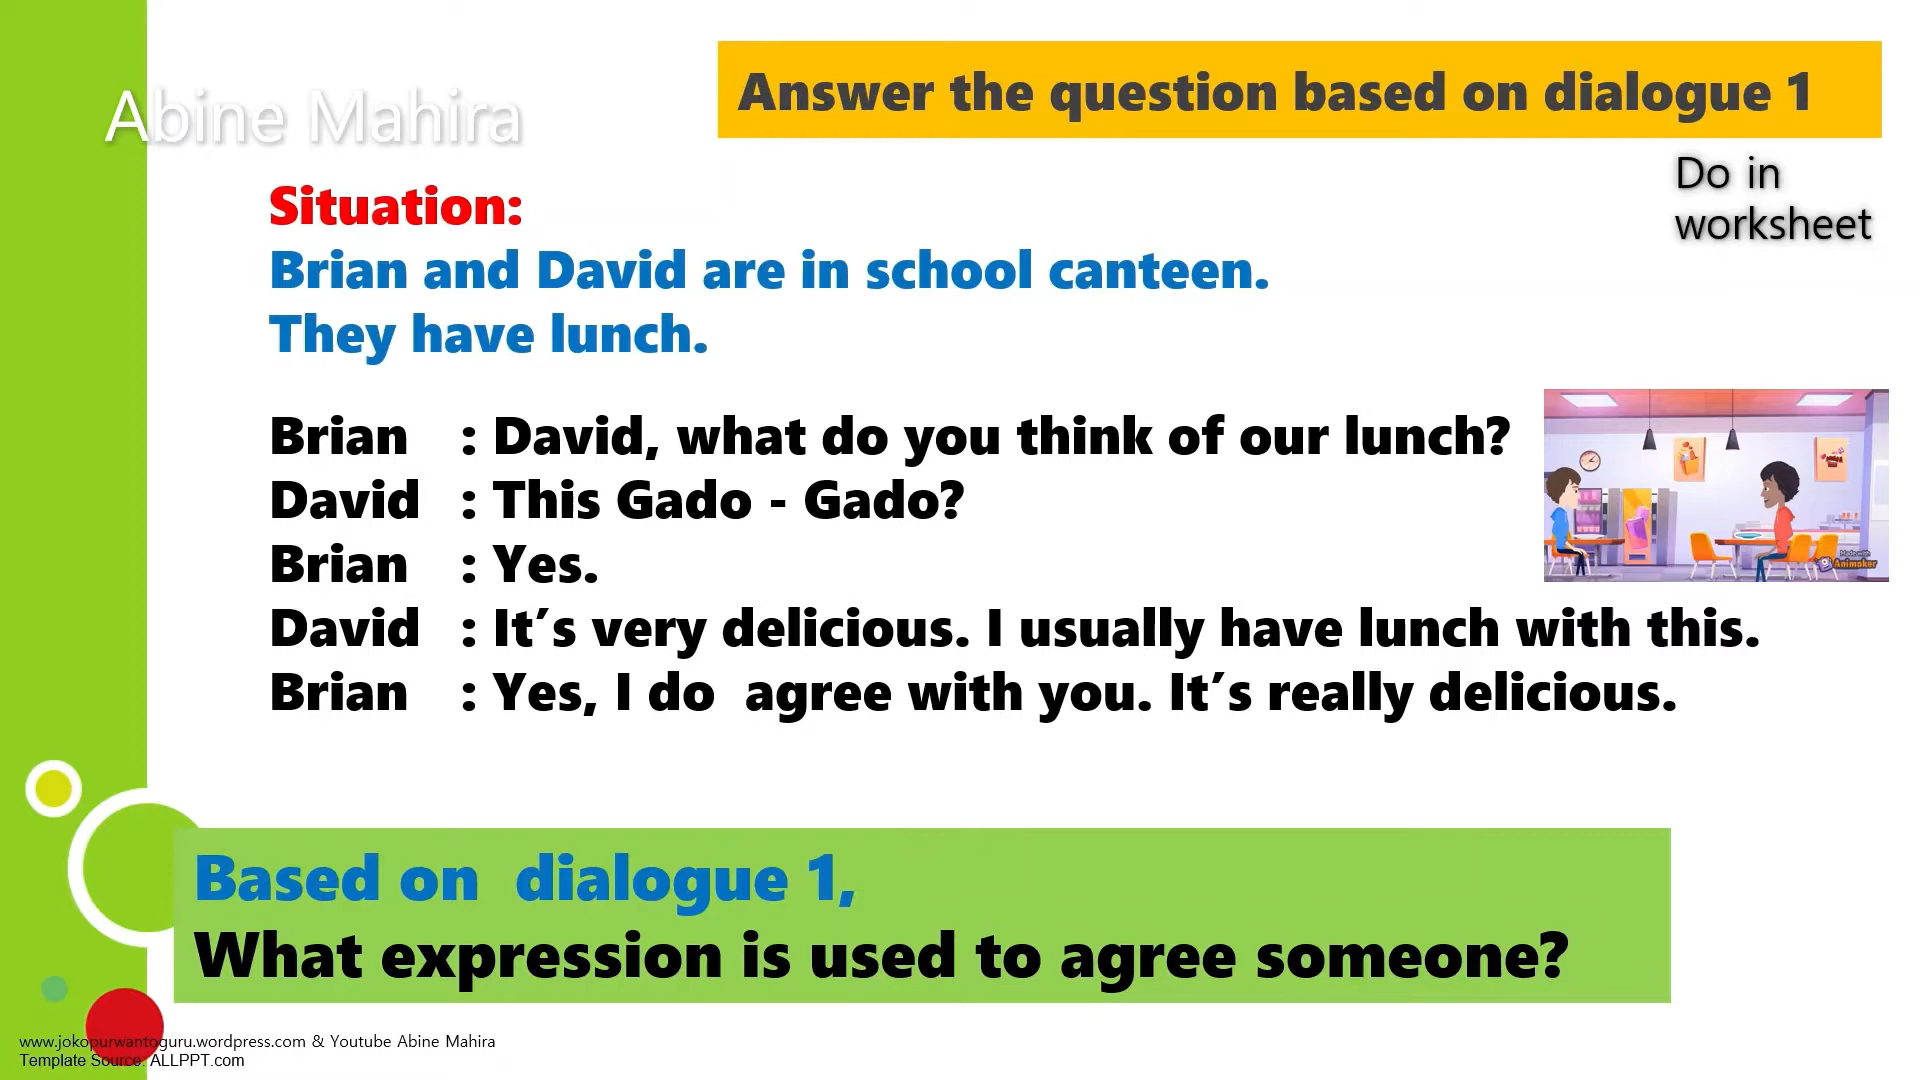 Abine Mahira
Answer the question based on dialogue 1
Do in
worksheet
Situation:
Brian and David are in school canteen.
They have lunch.
Brian : David, what do you think of our lunch?
David : This Gado - Gado?
Brian : Yes.
David : It's very delicious. I usually have lunch with this.
Brian : Yes, I do agree with you. It's really delicious.
Made with
Animaker
Based on dialogue 1,
What expression is used to agree someone?
www.jokopurwantoguru.wordpress.com & Youtube Abine Mahira
Template Source: ALLPPT.com